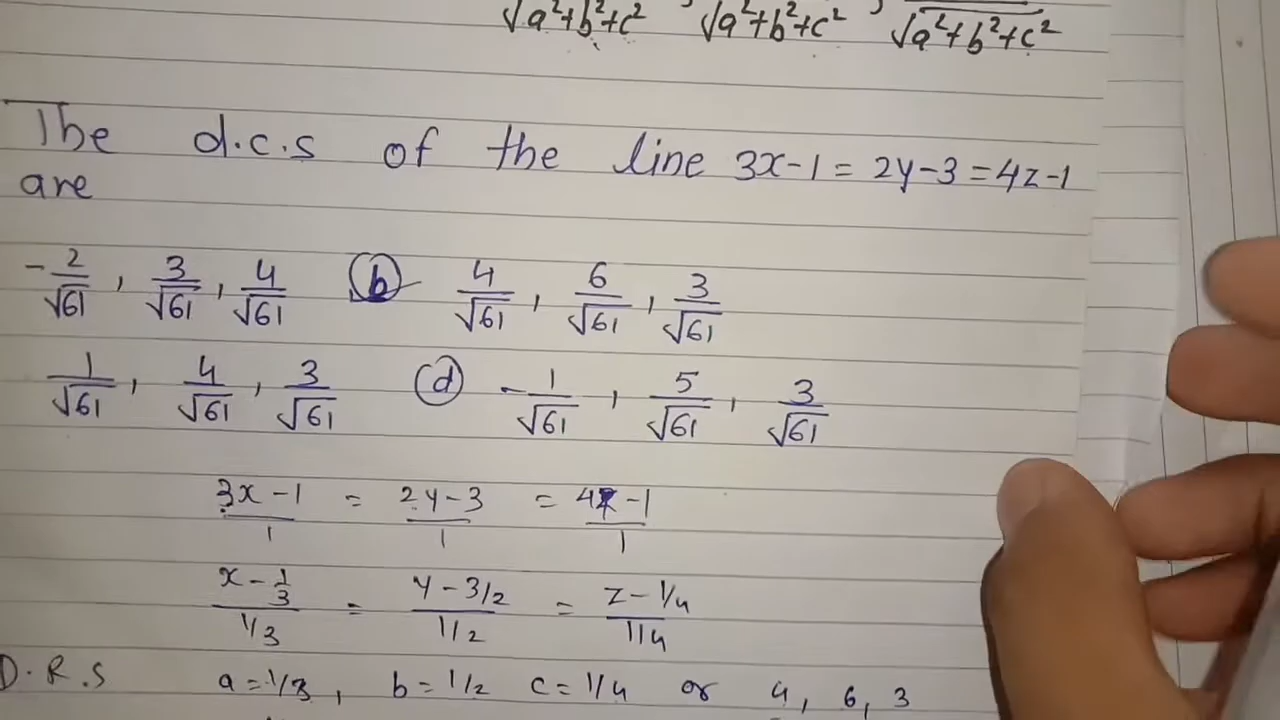 √a²+b²+c² , √a²+b²+c² , √a²+b²+c²
The d.c.s of the line 3x-1 = 2y-3 = 4z-1
are
-2/√61 , 3/√61 , 4/√61 (b) 4/√61 , 6/√61 , 3/√61
1/√61 , 4/√61 , 3/√61 (d) -1/√61 , 5/√61 , 3/√61
3x-1/1 = 2y-3/1 = 4z-1/1
x-1/3 / 1/3 = y-3/2 / 1/2 = z-1/4 / 1/4
D.R.S a=1/3, b=1/2 c=1/4 or 4, 6, 3